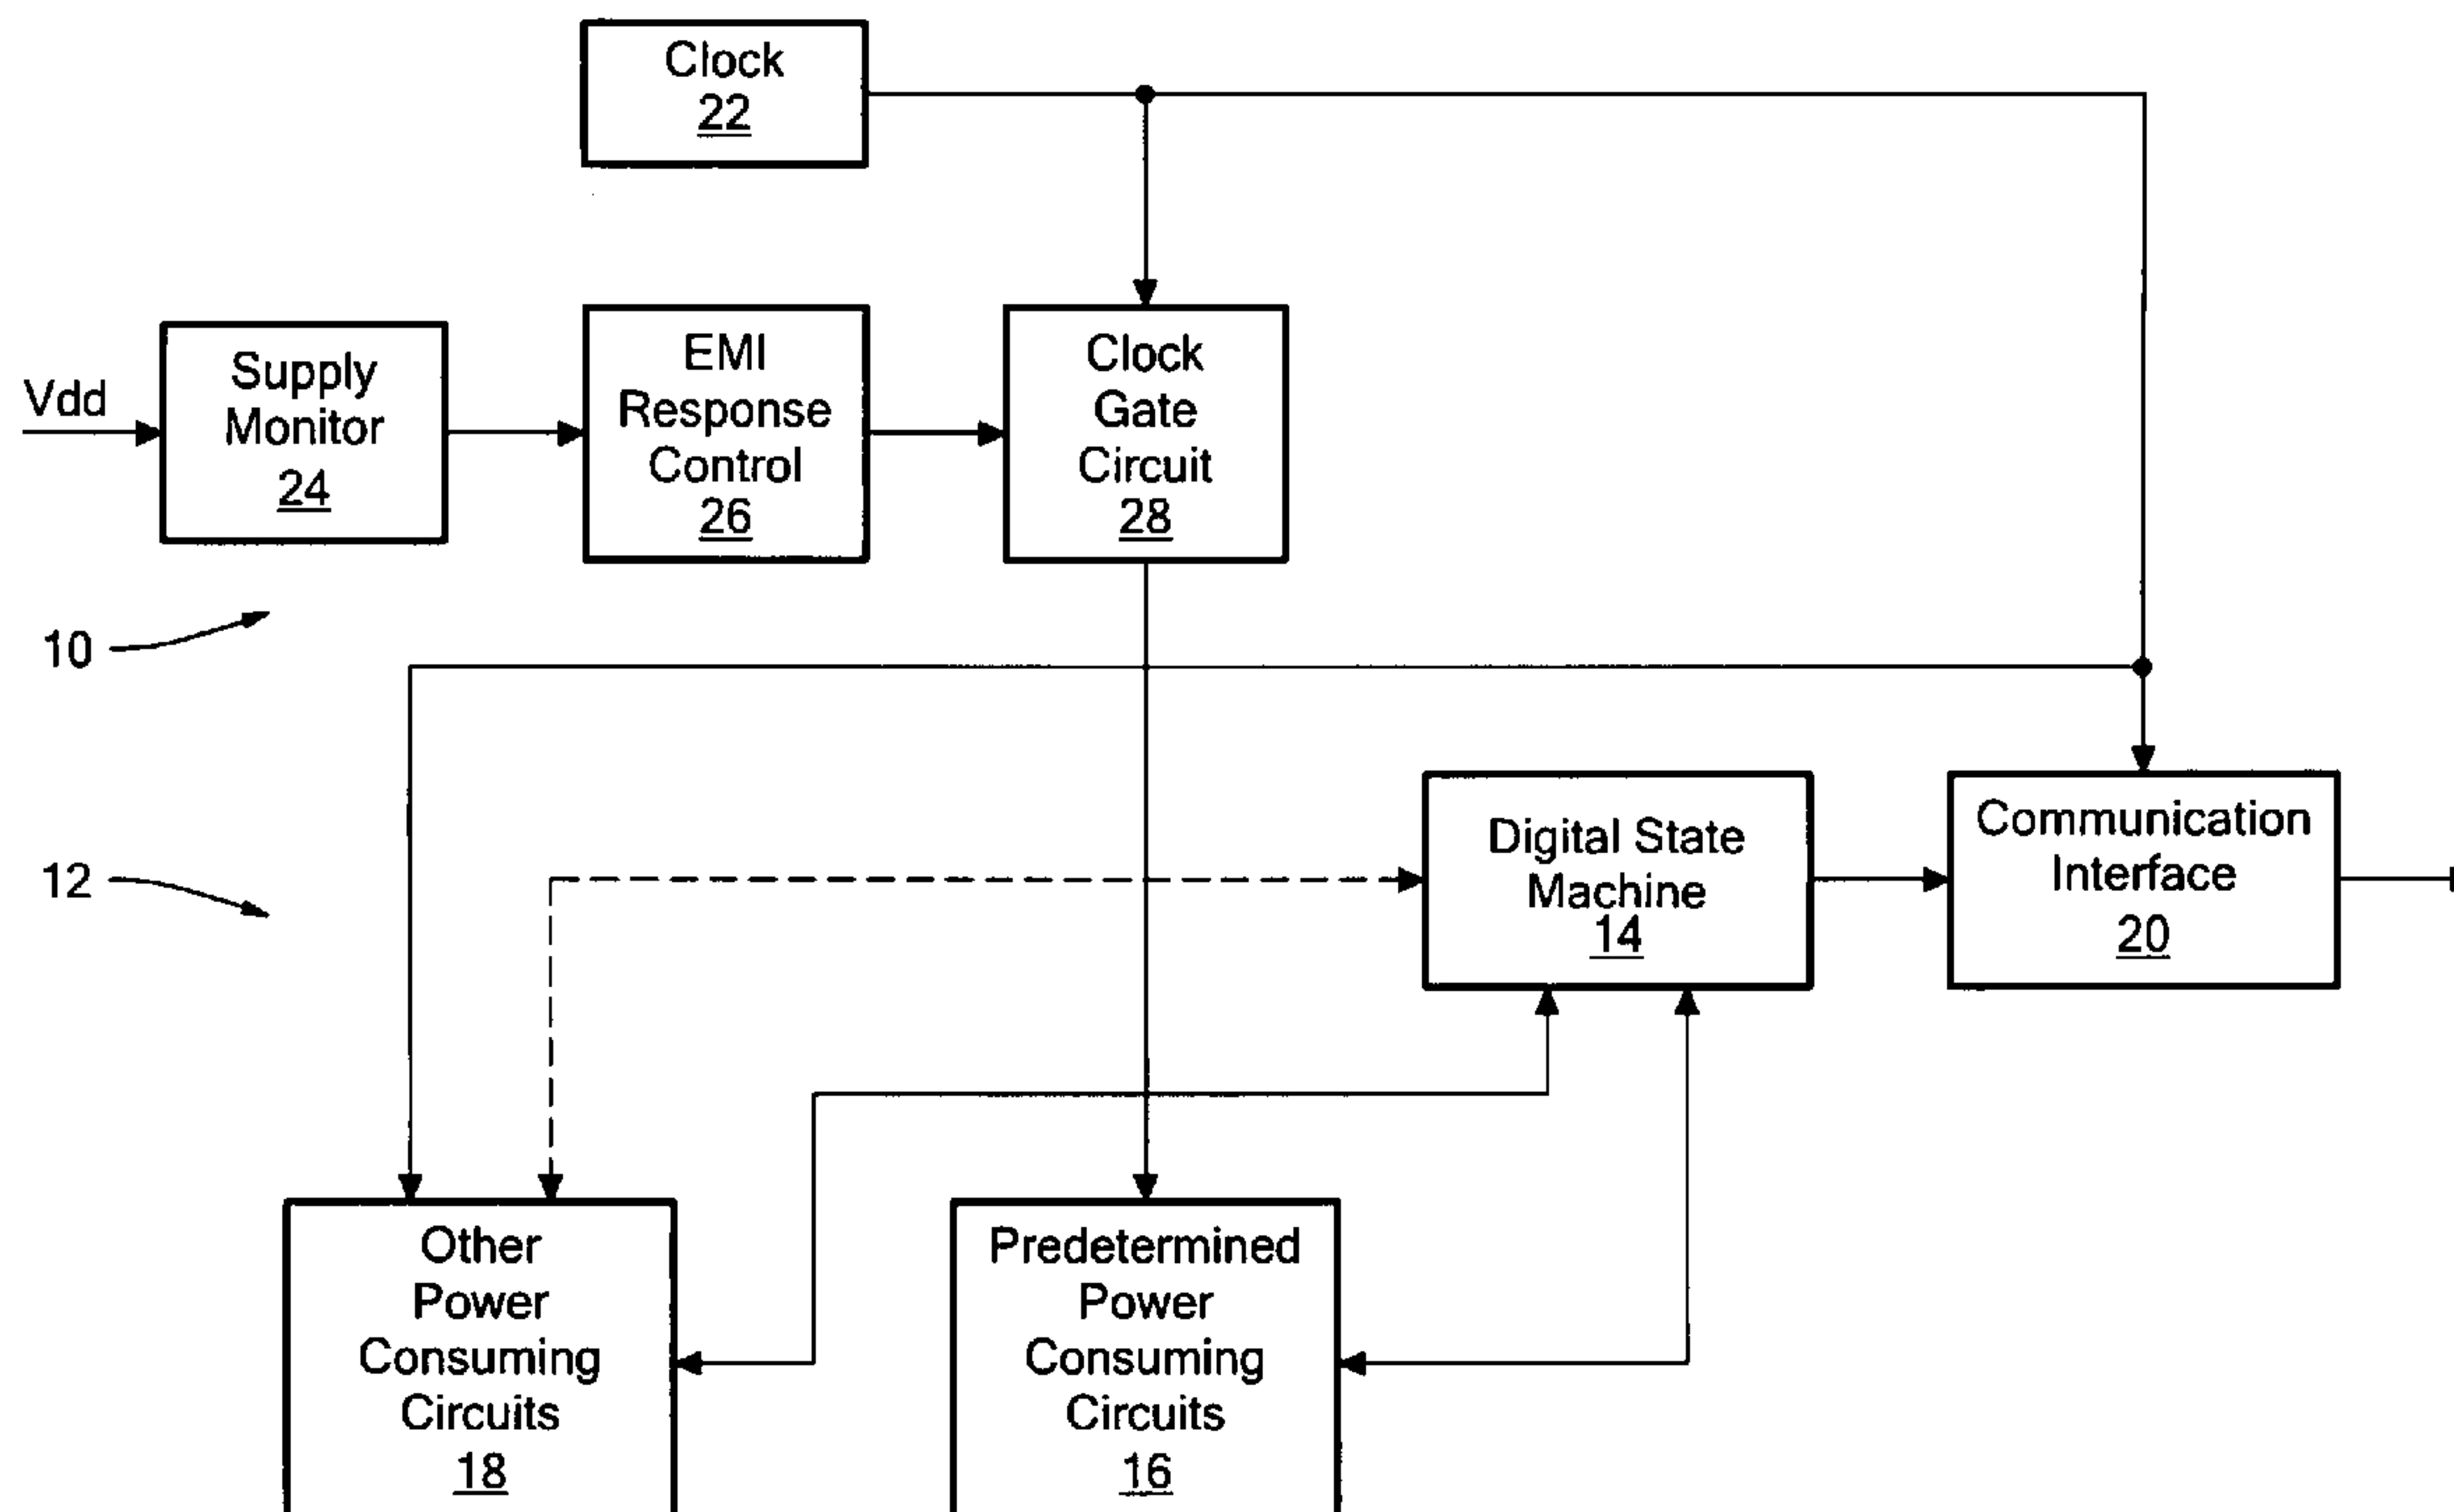 Clock
22
Vdd
Supply
Monitor
24
EMI
Response
Control
26
Clock
Gate
Circuit
28
10
12
Digital State
Machine
14
Communication
Interface
20
Other
Power
Consuming
Circuits
18
Predetermined
Power
Consuming
Circuits
16